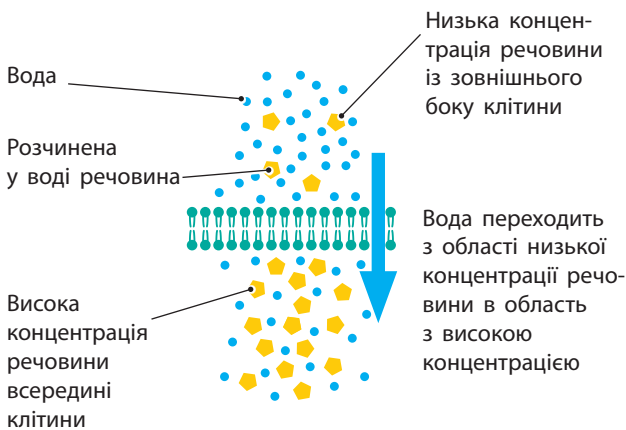 Вода
Розчинена
у воді речовина
Висока
концентрація
речовини
всередині
клітини
Низька концен-
трація речовини
із зовнішнього
боку клітини
Вода переходить
з області низької
концентрації речо-
вини в область
з високою
концентрацією